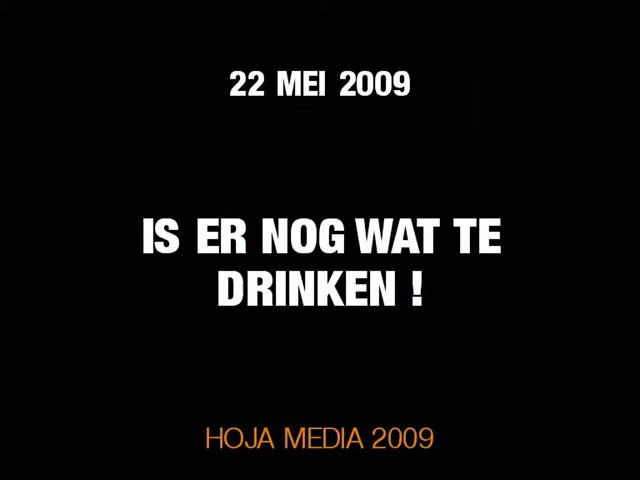 22 MEI 2009
IS ER NOG WAT TE
DRINKEN !
HOJA MEDIA 2009